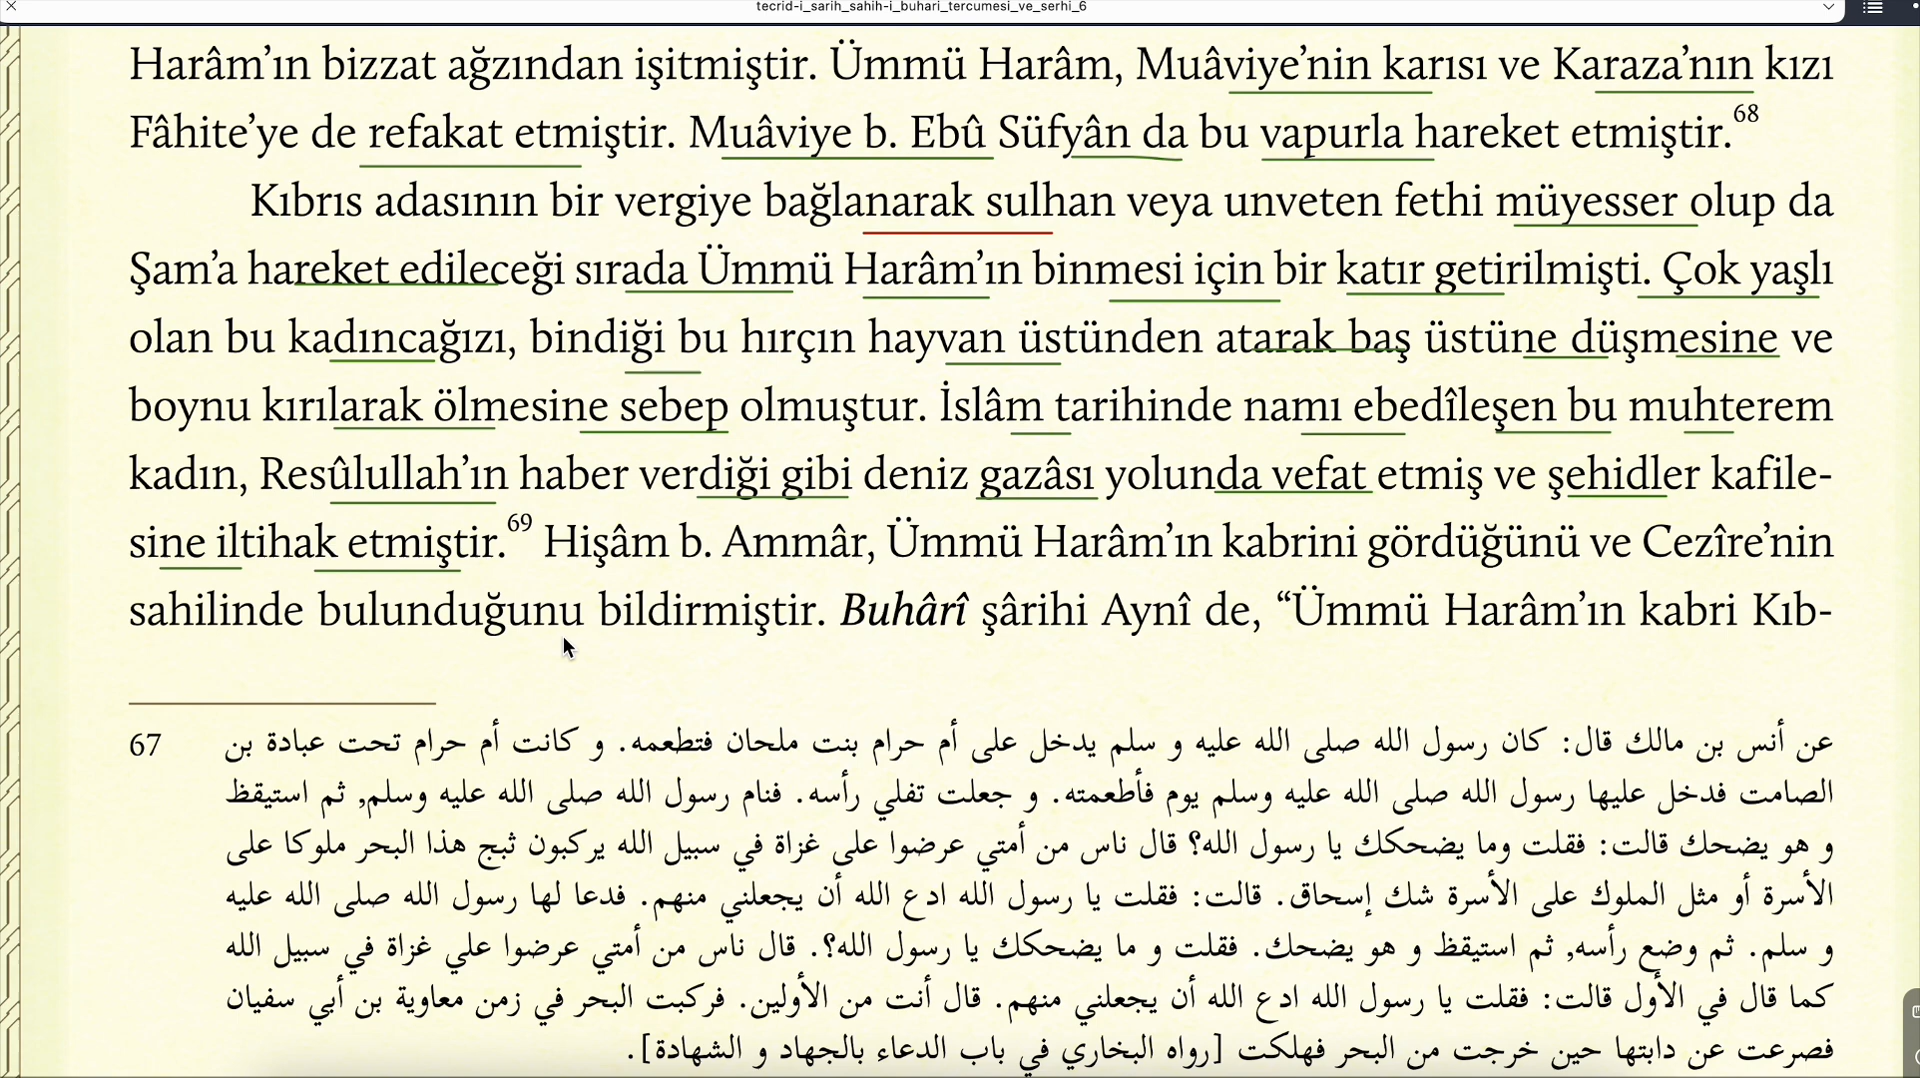 tecrid-i_sarih_sahih-i_buhari_tercumesi_ve_serhi_6
Harâm’ın bizzat ağzından işitmiştir. Ümmü Harâm, Muâviye’nin karısı ve Karaza’nın kızı
Fâhite’ye de refakat etmiştir. Muâviye b. Ebû Süfyân da bu vapurla hareket etmiştir.68
Kıbrıs adasının bir vergiye bağlanarak sulhan veya unveten fethi müyesser olup da
Şam’a hareket edileceği sırada Ümmü Harâm’ın binmesi için bir katır getirilmişti. Çok yaşlı
olan bu kadıncağızı, bindiği bu hırçın hayvan üstünden atarak baş üstüne düşmesine ve
boynu kırılarak ölmesine sebep olmuştur. İslâm tarihinde namı ebedîleşen bu muhterem
kadın, Resûlullah’ın haber verdiği gibi deniz gazâsı yolunda vefat etmiş ve şehidler kafile-
sine iltihak etmiştir.69 Hişâm b. Ammâr, Ümmü Harâm’ın kabrini gördüğünü ve Cezîre’nin
sahilinde bulunduğunu bildirmiştir. Buhârî şârihi Aynî de, “Ümmü Harâm’ın kabri Kıb-
67 عن أنس بن مالك قال: كان رسول الله صلى الله عليه و سلم يدخل على أم حرام بنت ملحان فتطعمه. و كانت أم حرام تحت عبادة بن
الصامت فدخل عليها رسول الله صلى الله عليه وسلم يوم فأطعمته. و جعلت تفلي رأسه. فنام رسول الله صلى الله عليه وسلم, ثم استيقظ
و هو يضحك قالت: فقلت وما يضحكك يا رسول الله؟ قال ناس من أمتي عرضوا على غزاة في سبيل الله يركبون ثبج هذا البحر ملوكا على
الأسرة أو مثل الملوك على الأسرة شك إسحاق. قالت: فقلت يا رسول الله ادع الله أن يجعلني منهم. فدعا لها رسول الله صلى الله عليه
و سلم. ثم وضع رأسه, ثم استيقظ و هو يضحك. فقلت و ما يضحكك يا رسول الله؟. قال ناس من أمتي عرضوا علي غزاة في سبيل الله
كما قال في الأول قالت: فقلت يا رسول الله ادع الله أن يجعلني منهم. قال أنت من الأولين. فركبت البحر في زمن معاوية بن أبي سفيان
فصرعت عن دابتها حين خرجت من البحر فهلكت [رواه البخاري في باب الدعاء بالجهاد و الشهادة].